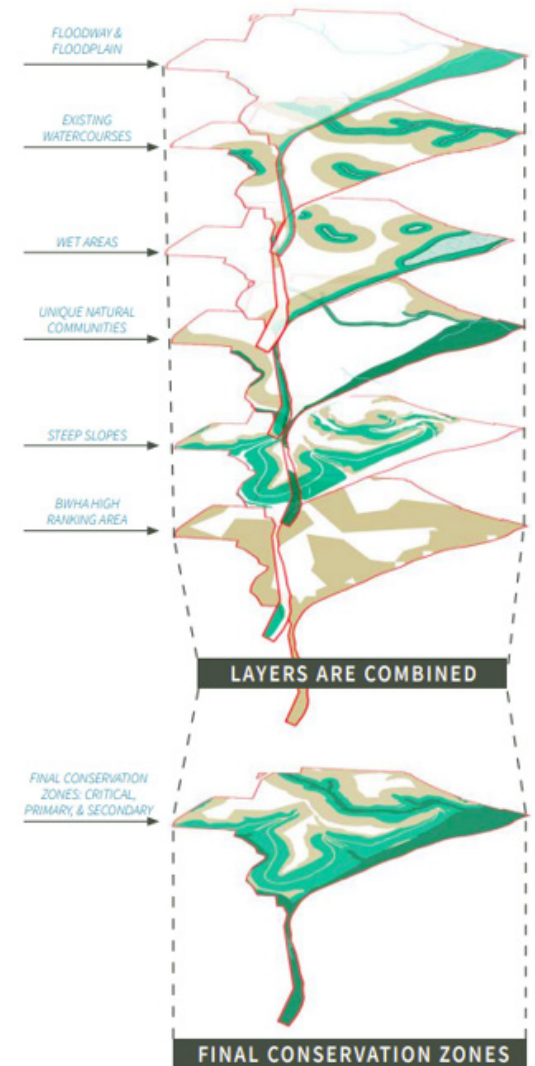 FLOODWAY &
FLOODPLAIN
EXISTING
WATERCOURSES
WET AREAS
UNIQUE NATURAL
COMMUNITIES
STEEP SLOPES
BWHA HIGH
RANKING AREA
LAYERS ARE COMBINED
FINAL CONSERVATION
ZONES: CRITICAL,
PRIMARY, & SECONDARY
FINAL CONSERVATION ZONES